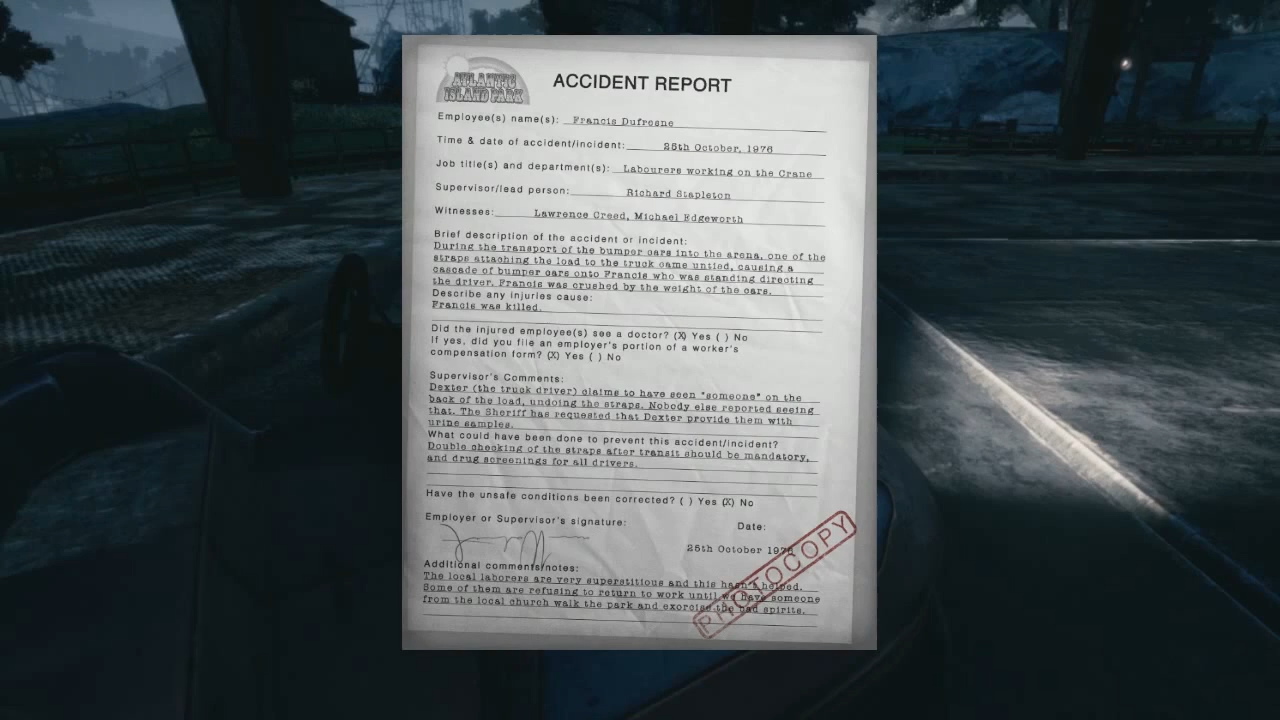 ATLANTIC
ISLAND PARK
ACCIDENT REPORT
Employee(s) name(s): Francis Dufresne
Time & date of accident/incident: 25th October, 1976
Job title(s) and department(s): Labourers working on the Crane
Supervisor/lead person: Richard Stapleton
Witnesses: Lawrence Creed, Michael Edgeworth
Brief description of the accident or incident:
During the transport of the bumper cars into the arena, one of the
straps attaching the load to the truck came untied, causing a
cascade of bumper cars onto Francis who was standing directing
the driver. Francis was crushed by the weight of the cars.
Describe any injuries cause:
Francis was killed.
Did the injured employee(s) see a doctor? (X) Yes ( ) No
If yes, did you file an employer's portion of a worker's
compensation form? (X) Yes ( ) No
Supervisor's Comments:
Dexter (the truck driver) claims to have seen "someone" on the
back of the load, undoing the straps. Nobody else reported seeing
that. The Sheriff has requested that Dexter provide them with
urine samples.
What could have been done to prevent this accident/incident?
Double checking of the straps after transit should be mandatory,
and drug screenings for all drivers.
Have the unsafe conditions been corrected? ( ) Yes (X) No
Employer or Supervisor's signature: Date:
25th October 1976
PHOTOCOPY
Additional comments/notes:
The local laborers are very superstitious and this hasn't helped.
Some of them are refusing to return to work until we have someone
from the local church walk the park and exorcise the bad spirits.